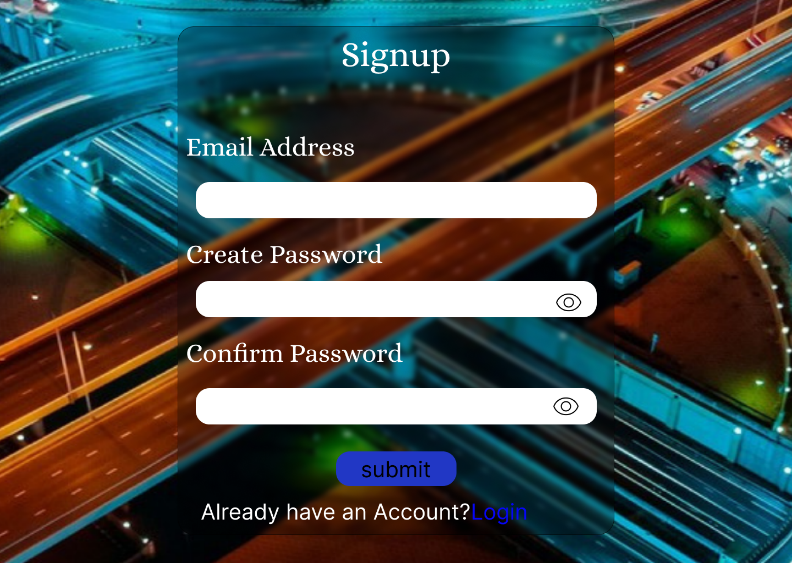 Signup
Email Address
Create Password
Confirm Password
submit
Already have an Account?Login